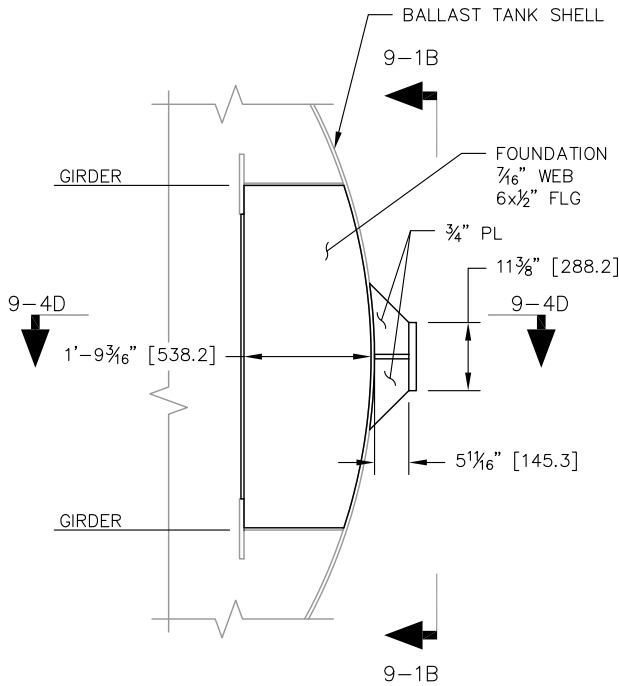 BALLAST TANK SHELL
9-1B
FOUNDATION
7/16" WEB
6x1/2" FLG
GIRDER
3/4" PL
11 3/8" [288.2]
9-4D
9-4D
1'-9 3/16" [538.2]
5 11/16" [145.3]
GIRDER
9-1B